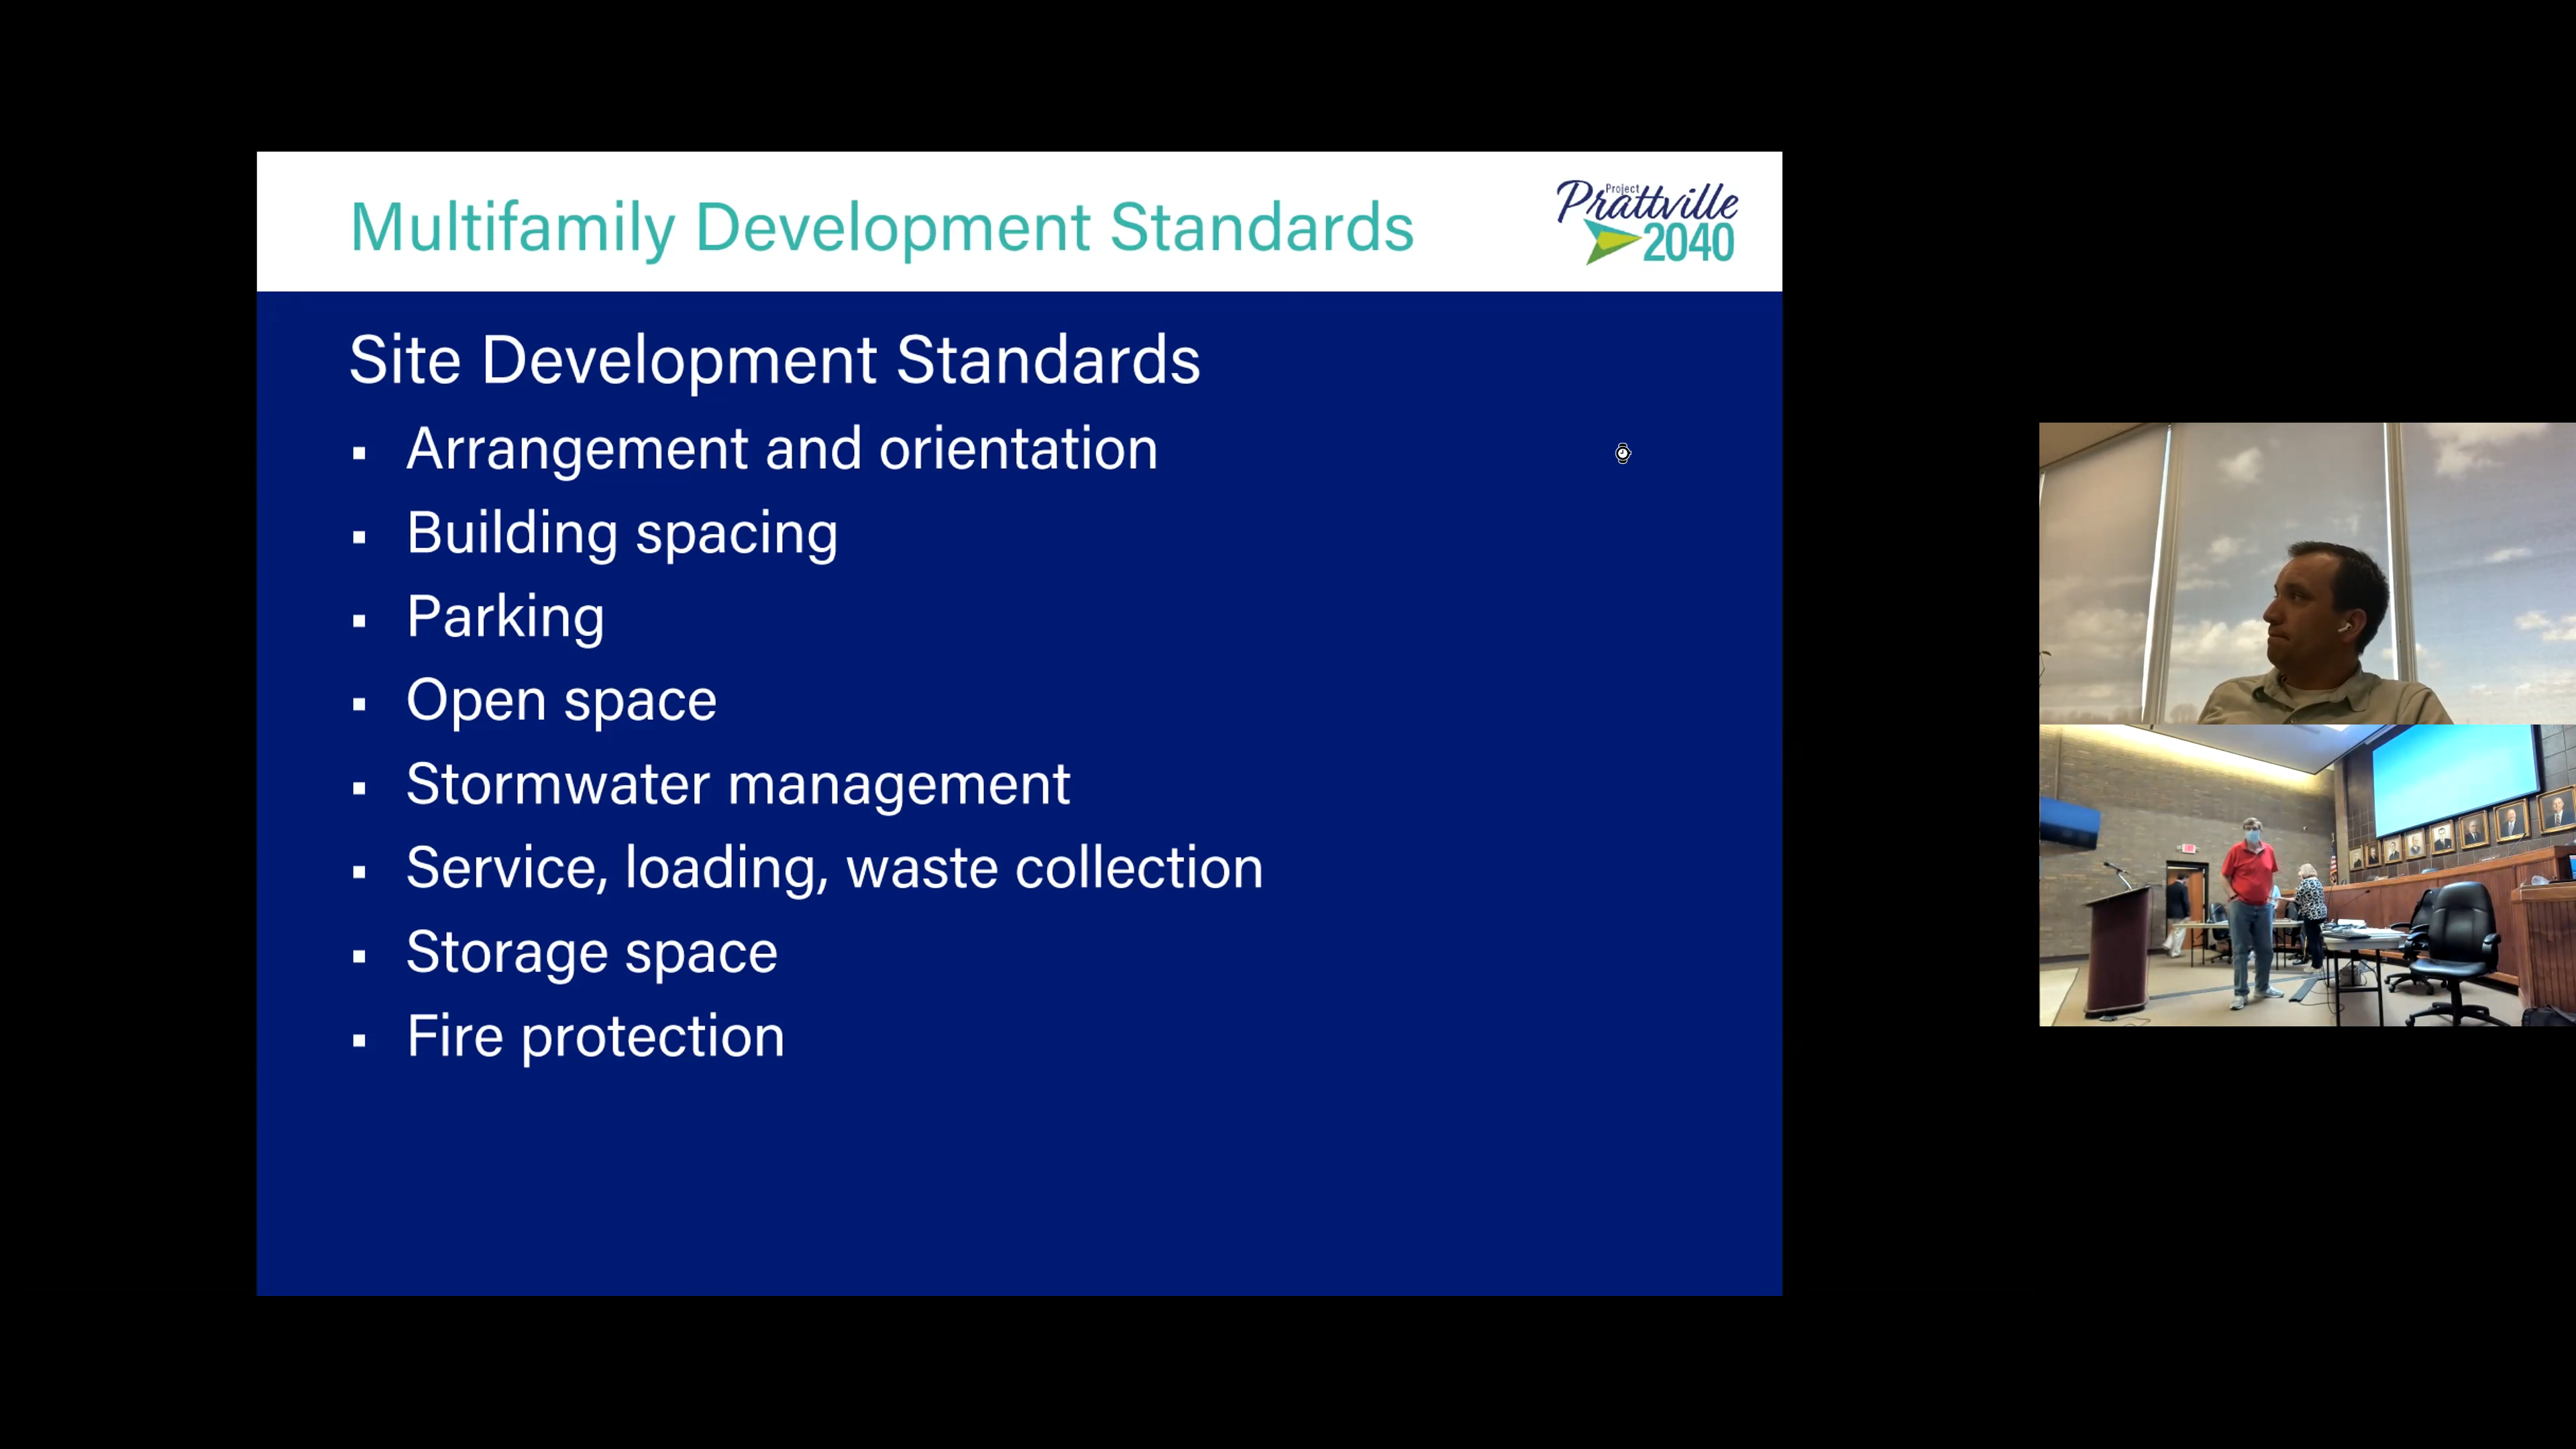 Multifamily Development Standards
Project
Prattville
2040
Site Development Standards
▪ Arrangement and orientation
▪ Building spacing
▪ Parking
▪ Open space
▪ Stormwater management
▪ Service, loading, waste collection
▪ Storage space
▪ Fire protection